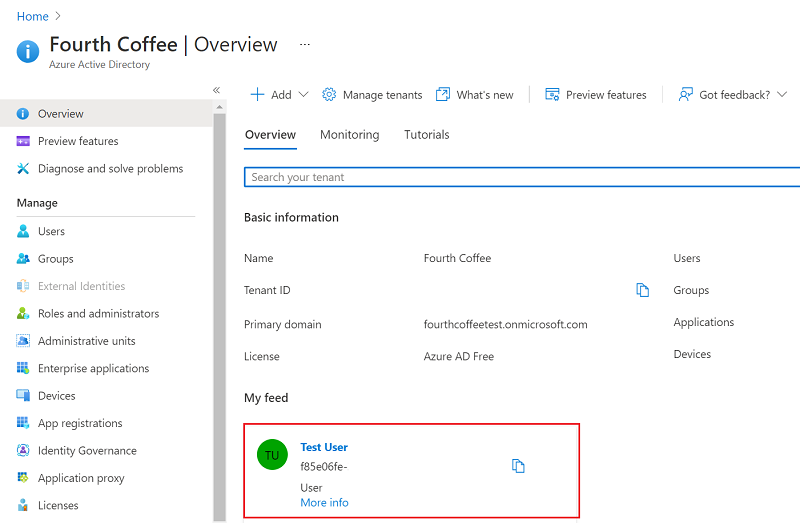 Home >
Fourth Coffee | Overview ...
Azure Active Directory
«
Overview
Preview features
Diagnose and solve problems
Manage
Users
Groups
External Identities
Roles and administrators
Administrative units
Enterprise applications
Devices
App registrations
Identity Governance
Application proxy
Licenses
Add Manage tenants What's new Preview features Got feedback?
Overview Monitoring Tutorials
Search your tenant
Basic information
Name Fourth Coffee Users
Tenant ID Groups
Primary domain fourthcoffeetest.onmicrosoft.com Applications
License Azure AD Free Devices
My feed
TU
Test User
f85e06fe-
User
More info